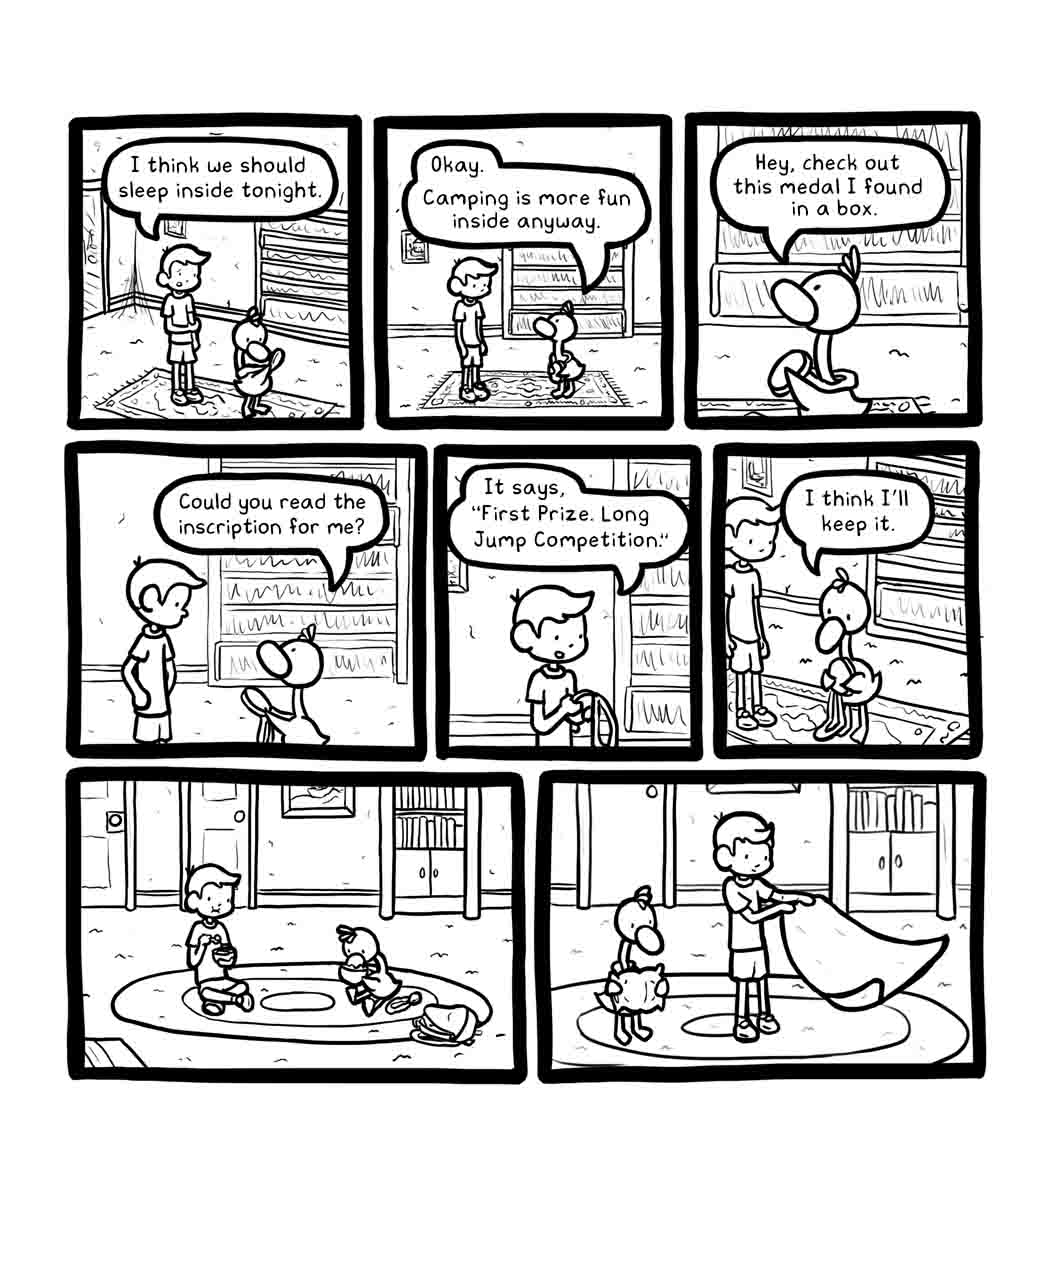 I think we should
sleep inside tonight.
Okay.
Camping is more fun
inside anyway.
Hey, check out
this medal I found
in a box.
Could you read the
inscription for me?
It says,
“First Prize. Long
Jump Competition.”
I think I'll
keep it.